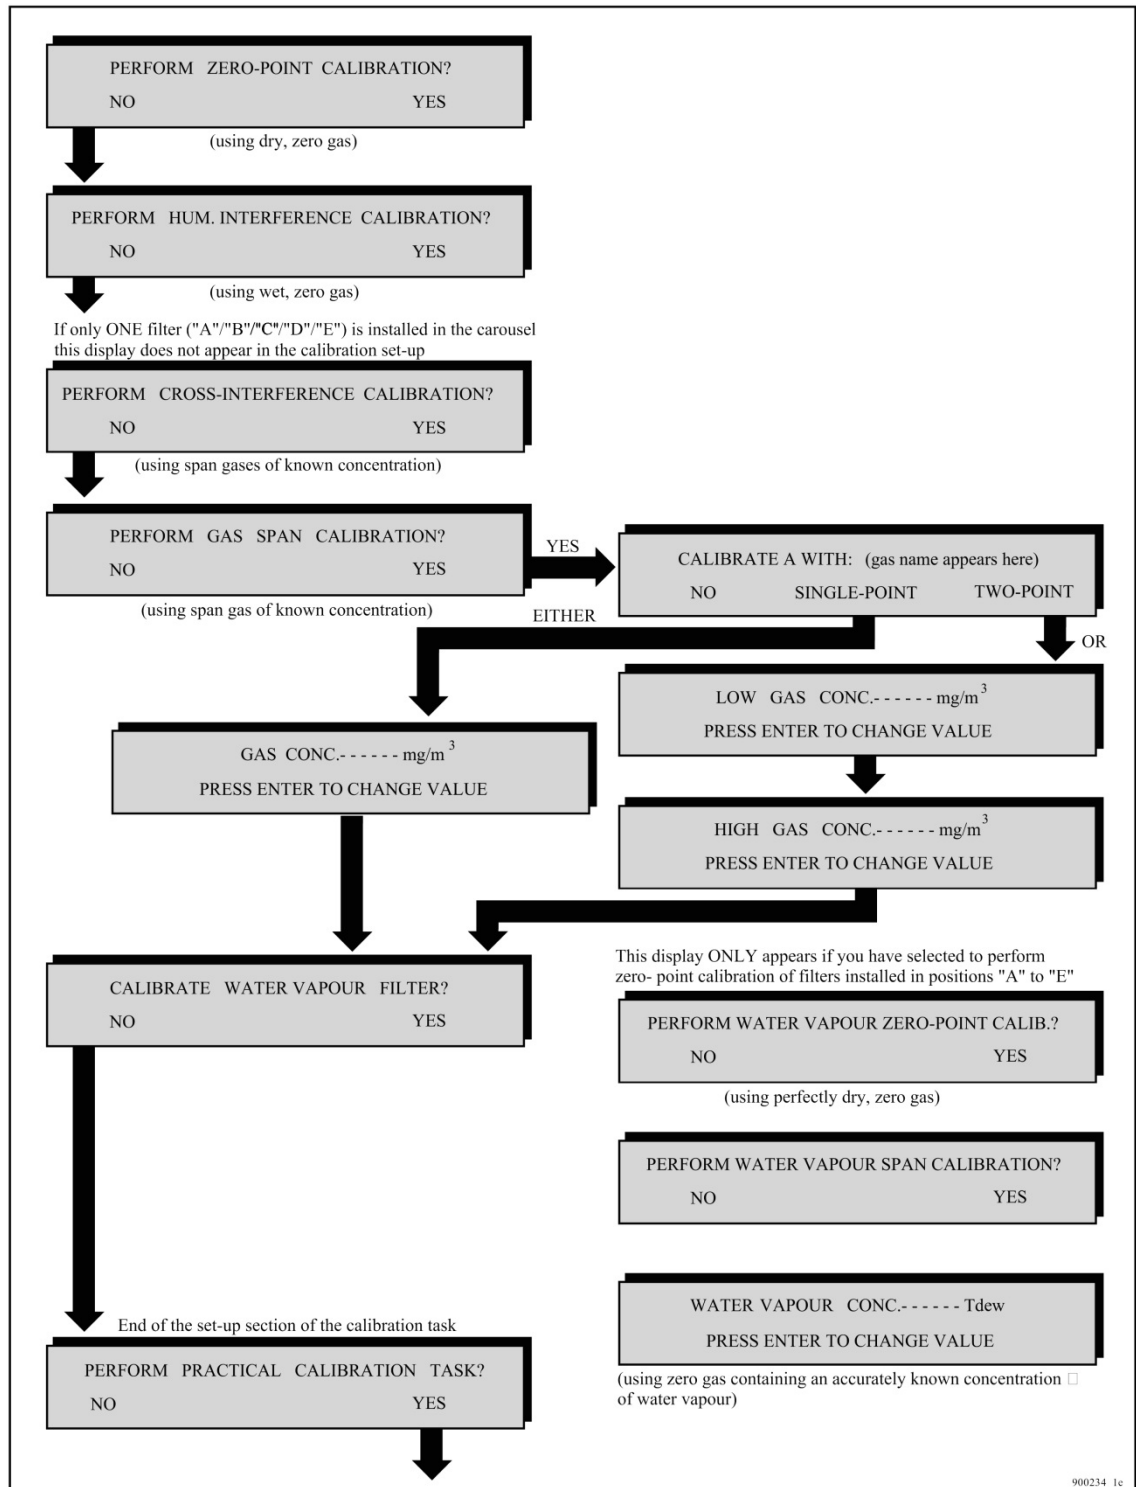 PERFORM ZERO-POINT CALIBRATION?
NO YES
(using dry, zero gas)
PERFORM HUM. INTERFERENCE CALIBRATION?
NO YES
(using wet, zero gas)
If only ONE filter ("A"/"B"/"C"/"D"/"E") is installed in the carousel
this display does not appear in the calibration set-up
PERFORM CROSS-INTERFERENCE CALIBRATION?
NO YES
(using span gases of known concentration)
PERFORM GAS SPAN CALIBRATION?
NO YES
(using span gas of known concentration)
YES
CALIBRATE A WITH: (gas name appears here)
NO SINGLE-POINT TWO-POINT
EITHER
OR
GAS CONC.- - - - - - mg/m³
PRESS ENTER TO CHANGE VALUE
LOW GAS CONC.- - - - - - mg/m³
PRESS ENTER TO CHANGE VALUE
HIGH GAS CONC.- - - - - - mg/m³
PRESS ENTER TO CHANGE VALUE
CALIBRATE WATER VAPOUR FILTER?
NO YES
This display ONLY appears if you have selected to perform
zero- point calibration of filters installed in positions "A" to "E"
PERFORM WATER VAPOUR ZERO-POINT CALIB.?
NO YES
(using perfectly dry, zero gas)
PERFORM WATER VAPOUR SPAN CALIBRATION?
NO YES
WATER VAPOUR CONC.- - - - - - Tdew
PRESS ENTER TO CHANGE VALUE
(using zero gas containing an accurately known concentration □
of water vapour)
End of the set-up section of the calibration task
PERFORM PRACTICAL CALIBRATION TASK?
NO YES
900234_1e